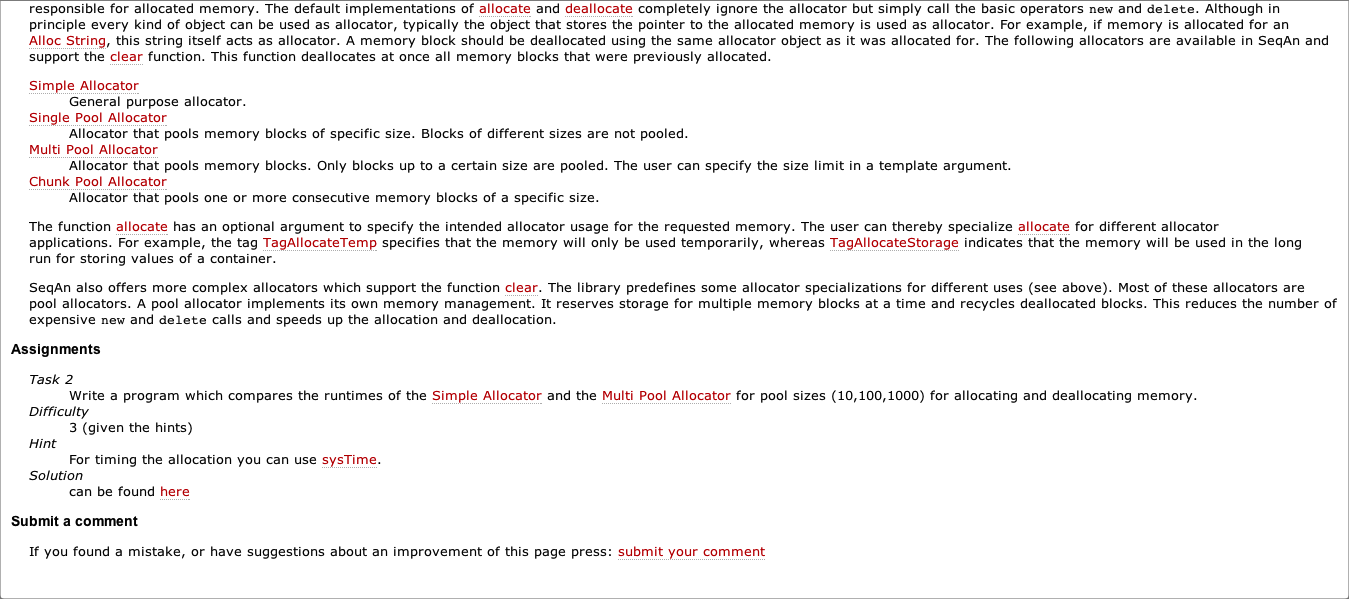 responsible for allocated memory. The default implementations of allocate and deallocate completely ignore the allocator but simply call the basic operators new and delete. Although in
principle every kind of object can be used as allocator, typically the object that stores the pointer to the allocated memory is used as allocator. For example, if memory is allocated for an
Alloc String, this string itself acts as allocator. A memory block should be deallocated using the same allocator object as it was allocated for. The following allocators are available in SeqAn and
support the clear function. This function deallocates at once all memory blocks that were previously allocated.
Simple Allocator
General purpose allocator.
Single Pool Allocator
Allocator that pools memory blocks of specific size. Blocks of different sizes are not pooled.
Multi Pool Allocator
Allocator that pools memory blocks. Only blocks up to a certain size are pooled. The user can specify the size limit in a template argument.
Chunk Pool Allocator
Allocator that pools one or more consecutive memory blocks of a specific size.
The function allocate has an optional argument to specify the intended allocator usage for the requested memory. The user can thereby specialize allocate for different allocator
applications. For example, the tag TagAllocateTemp specifies that the memory will only be used temporarily, whereas TagAllocateStorage indicates that the memory will be used in the long
run for storing values of a container.
SeqAn also offers more complex allocators which support the function clear. The library predefines some allocator specializations for different uses (see above). Most of these allocators are
pool allocators. A pool allocator implements its own memory management. It reserves storage for multiple memory blocks at a time and recycles deallocated blocks. This reduces the number of
expensive new and delete calls and speeds up the allocation and deallocation.
Assignments
Task 2
Write a program which compares the runtimes of the Simple Allocator and the Multi Pool Allocator for pool sizes (10,100,1000) for allocating and deallocating memory.
Difficulty
3 (given the hints)
Hint
For timing the allocation you can use sysTime.
Solution
can be found here
Submit a comment
If you found a mistake, or have suggestions about an improvement of this page press: submit your comment